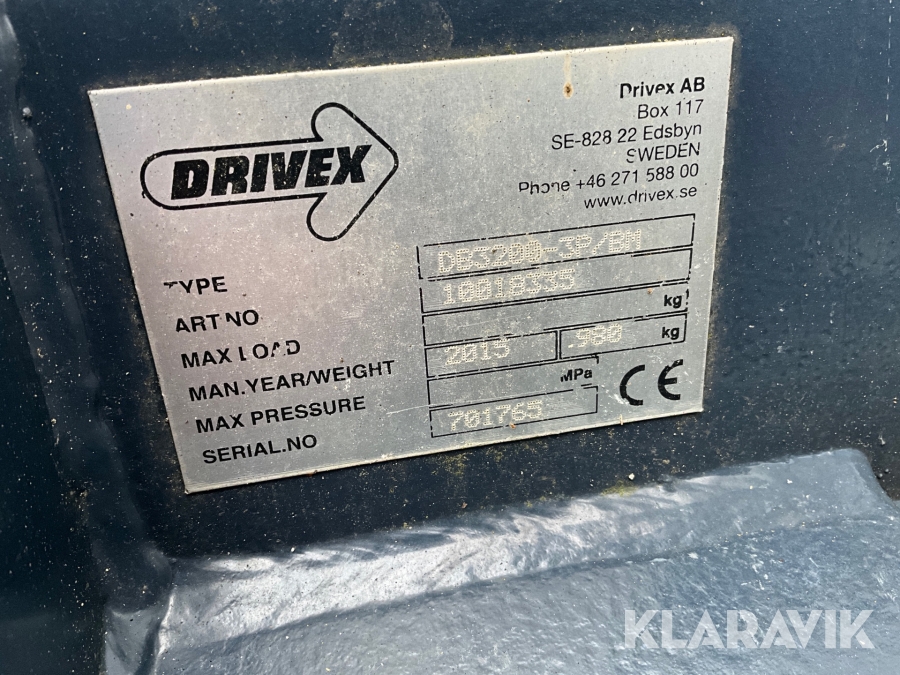 DRIVEX
Drivex AB
Box 117
SE-828 22 Edsbyn
SWEDEN
Phone +46 271 588 00
www.drivex.se
TYPE DB3200-3P/BM
ART NO 10018335
MAX LOAD kg
MAN.YEAR/WEIGHT 2015 .980 kg
MAX PRESSURE MPa
SERIAL.NO 701765
CE
KLARAVIK